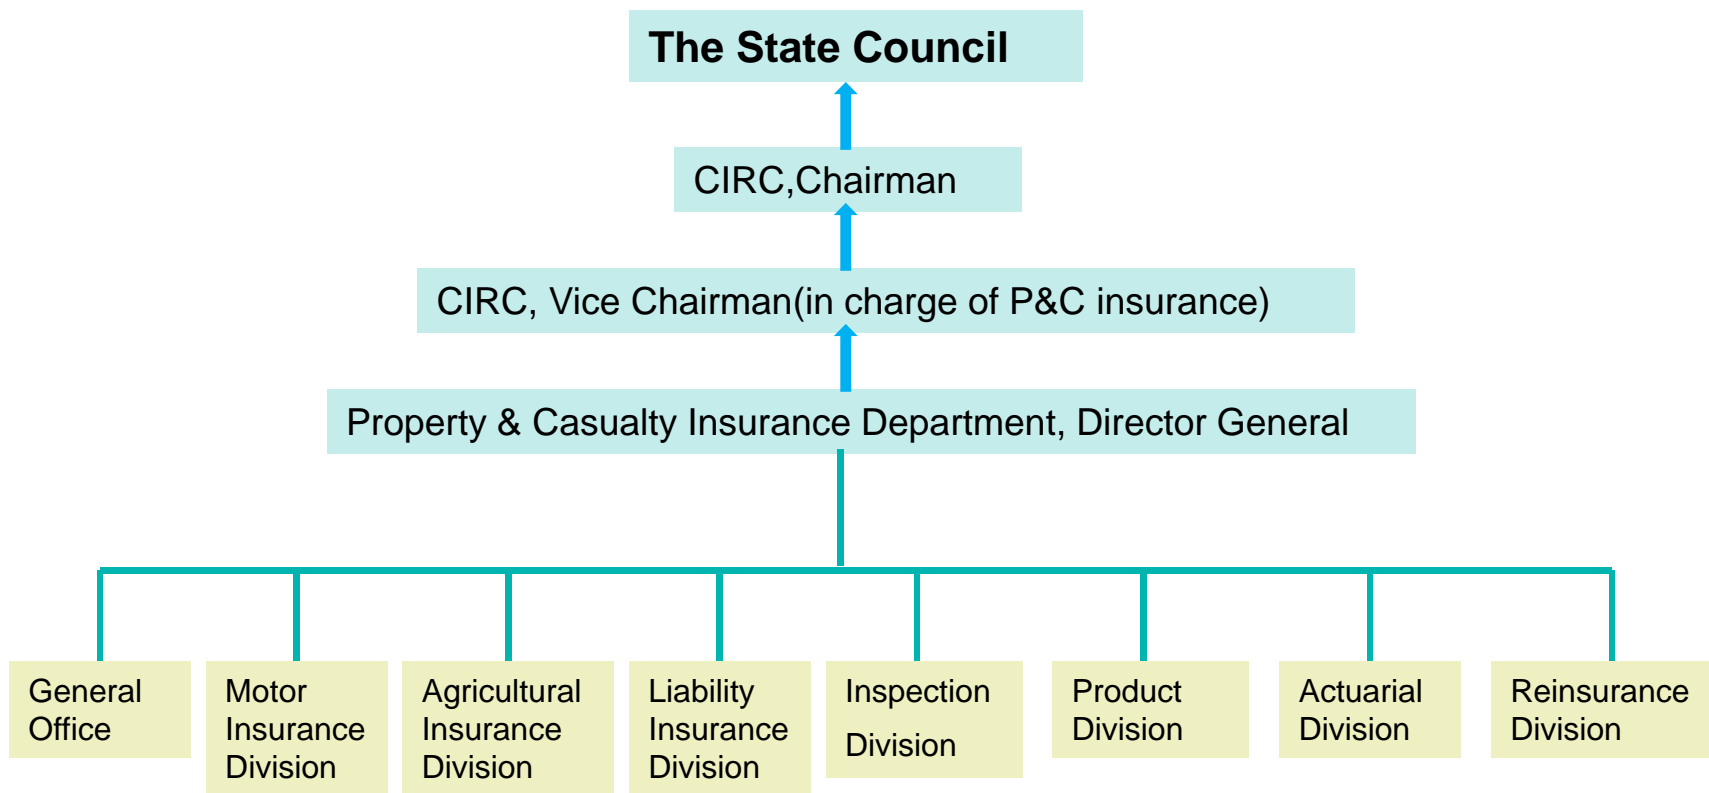 The State Council
CIRC,Chairman
CIRC, Vice Chairman(in charge of P&C insurance)
Property & Casualty Insurance Department, Director General
General
Office
Motor
Insurance
Division
Agricultural
Insurance
Division
Liability
Insurance
Division
Inspection
Division
Product
Division
Actuarial
Division
Reinsurance
Division